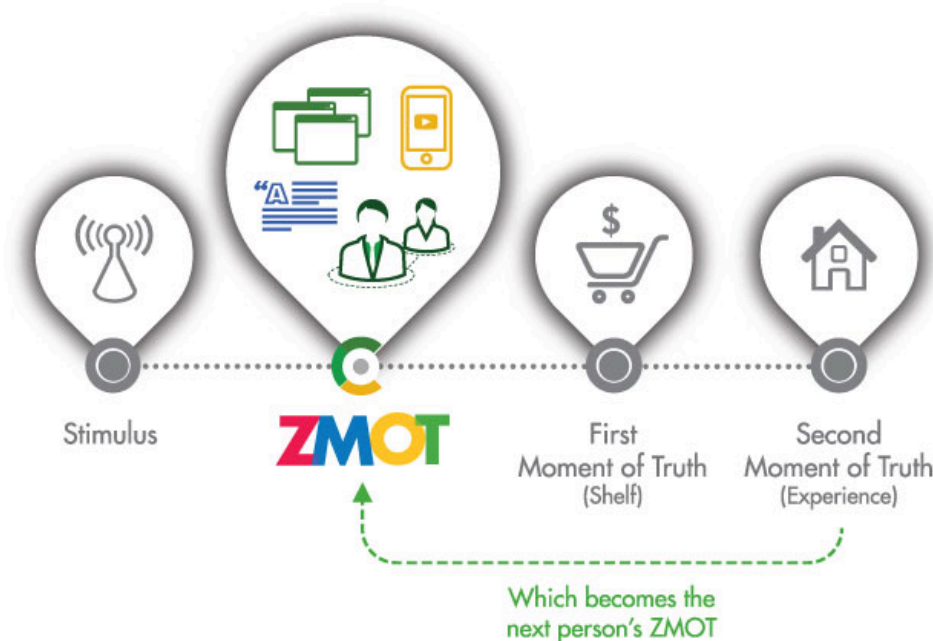 “A
$
Stimulus
ZMOT
First
Moment of Truth
(Shelf)
Second
Moment of Truth
(Experience)
Which becomes the
next person’s ZMOT